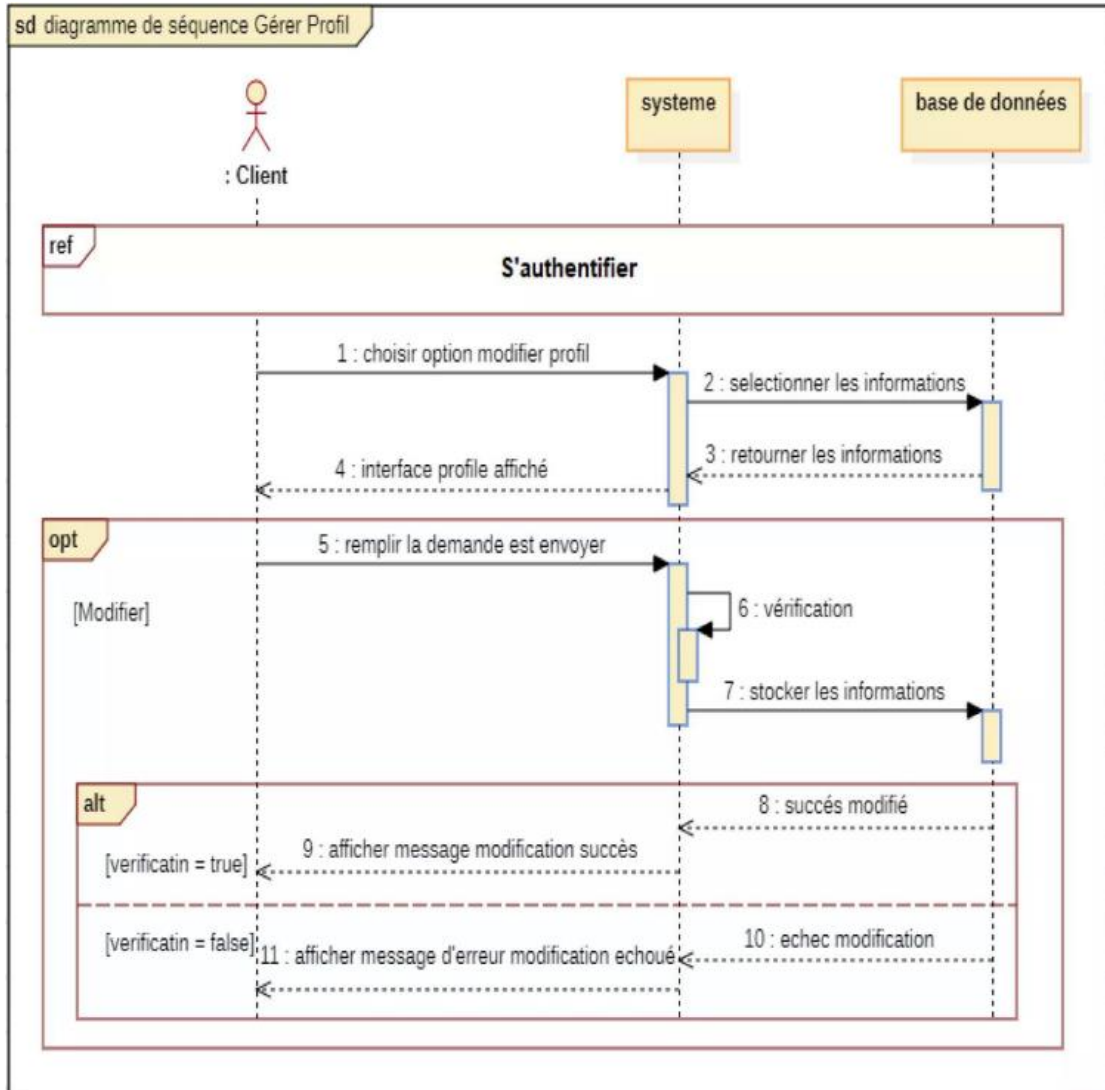 sd diagramme de séquence Gérer Profil
systeme
base de données
: Client
ref
S'authentifier
1 : choisir option modifier profil
2 : selectionner les informations
3 : retourner les informations
4 : interface profile affiché
opt
5 : remplir la demande est envoyer
[Modifier]
6 : vérification
7 : stocker les informations
alt
8 : succés modifié
9 : afficher message modification succès
[verificatin = true]
[verificatin = false]
10 : echec modification
11 : afficher message d'erreur modification echoué